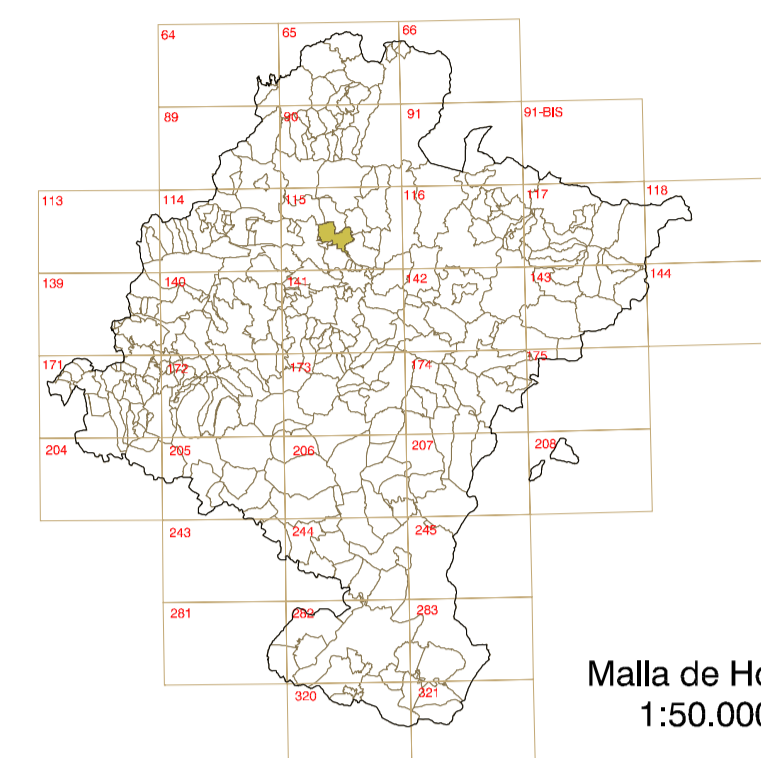 64 65 66
89 90 91 91-BIS
113 114 115 116 117 118
139 140 141 142 143 144
171 172 173 174 175
204 205 206 207 208
243 244 245
281 282 283
320 321
Malla de Ho
1:50.000